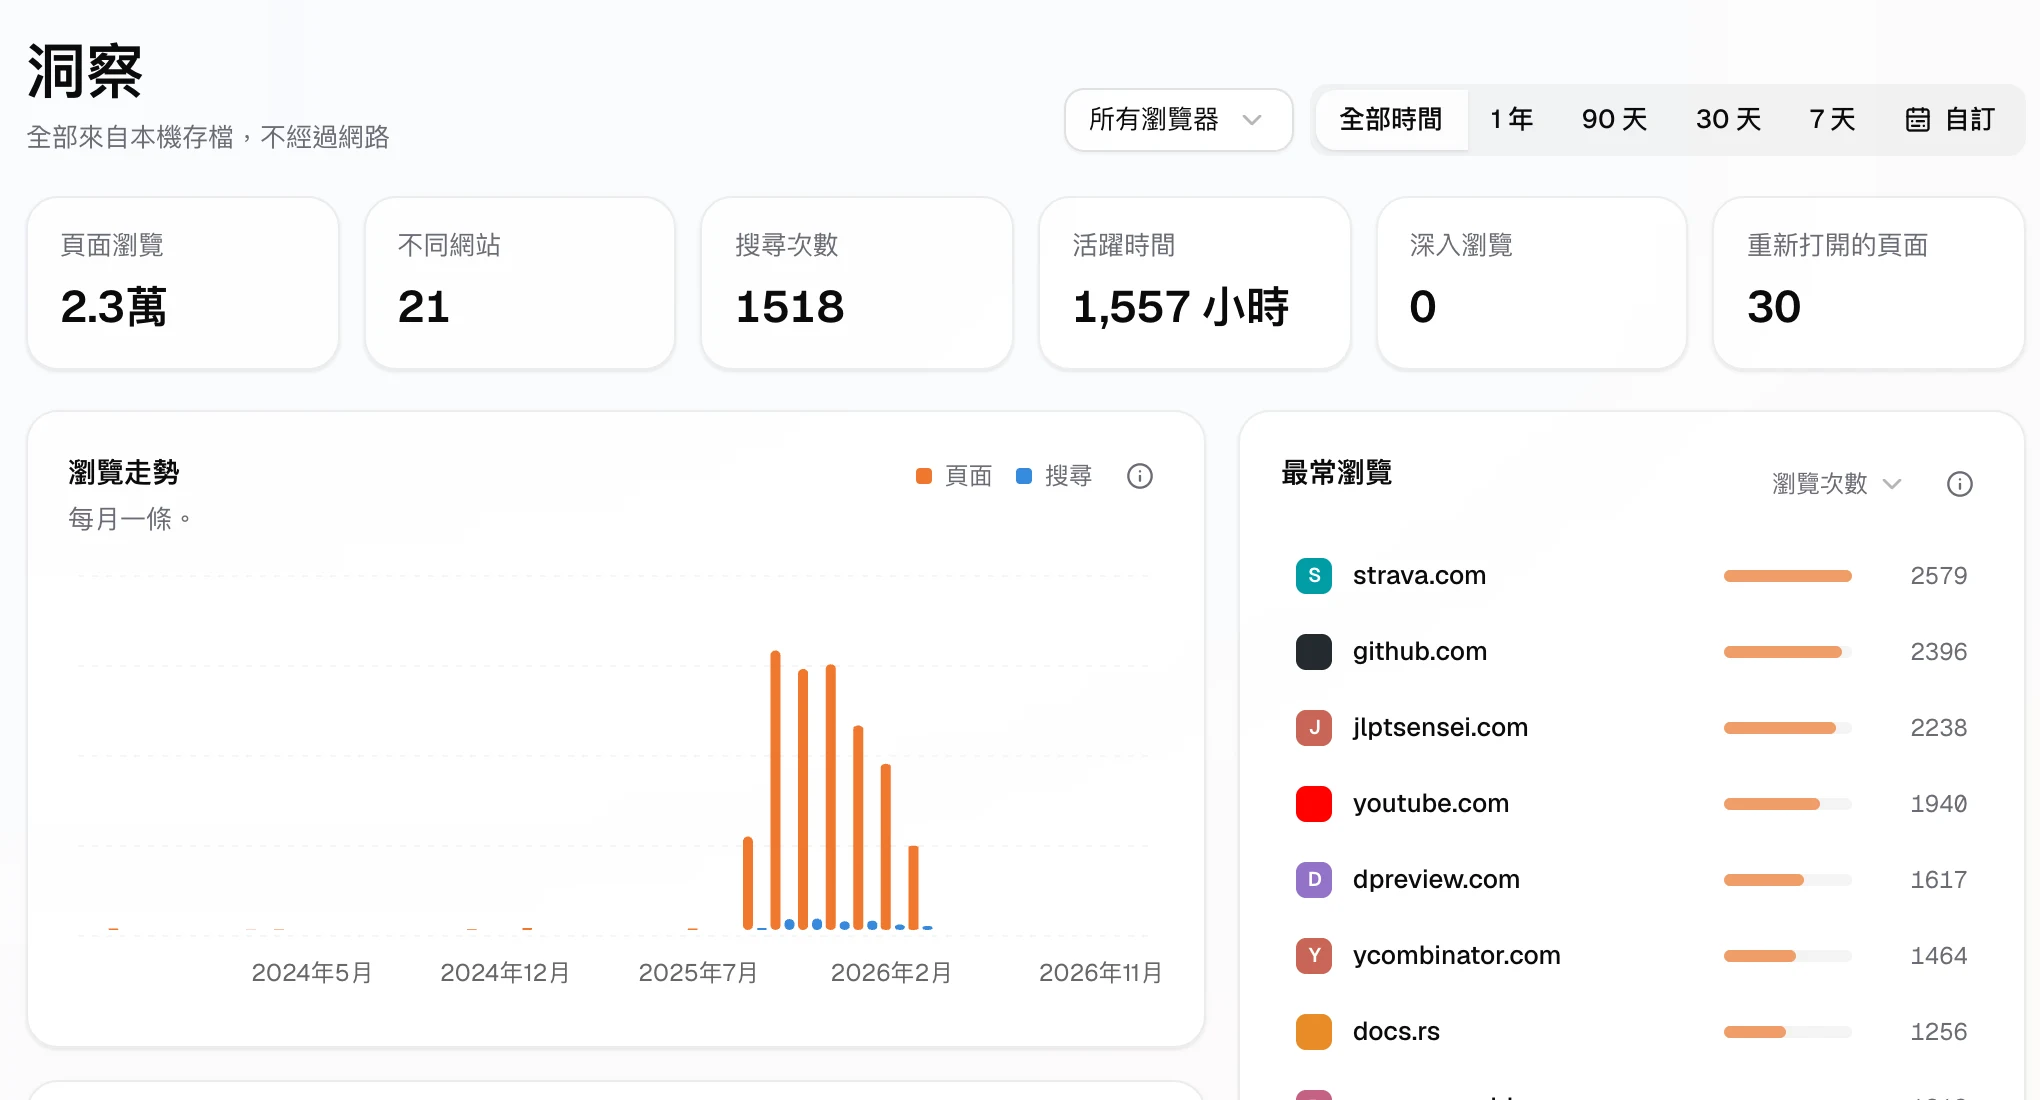 洞察
全部來自本機存檔，不經過網路
所有瀏覽器
全部時間 1 年 90 天 30 天 7 天 自訂
頁面瀏覽
2.3萬
不同網站
21
搜尋次數
1518
活躍時間
1,557 小時
深入瀏覽
0
重新打開的頁面
30
瀏覽走勢
每月一條。
頁面 搜尋
2024年5月 2024年12月 2025年7月 2026年2月 2026年11月
最常瀏覽
瀏覽次數
S strava.com 2579
github.com 2396
J jlptsensei.com 2238
youtube.com 1940
D dpreview.com 1617
Y ycombinator.com 1464
docs.rs 1256